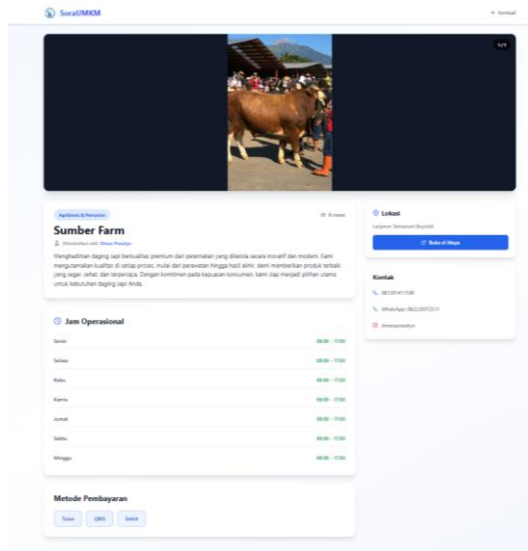 SoraUMKM
Kembali
1/1
Agribisnis & Pertanian
Sumber Farm
Ditambahkan oleh Dimas Prasetya
Menghadirkan daging sapi berkualitas premium dari peternakan yang dikelola secara inovatif dan modern. Kami
mengutamakan kualitas di setiap proses, mulai dari perawatan hingga hasil akhir, demi memberikan produk terbaik
yang segar, sehat, dan terpercaya. Dengan komitmen pada kepuasan konsumen, kami siap menjadi pilihan utama
untuk kebutuhan daging sapi Anda.
Lokasi
Buka di Maps
Kontak
WhatsApp:
Jam Operasional
Senin 08:00 - 17:00
Selasa 08:00 - 17:00
Rabu 08:00 - 17:00
Kamis 08:00 - 17:00
Jumat 08:00 - 17:00
Sabtu 08:00 - 17:00
Minggu 08:00 - 17:00
Metode Pembayaran
Tunai QRIS Debit